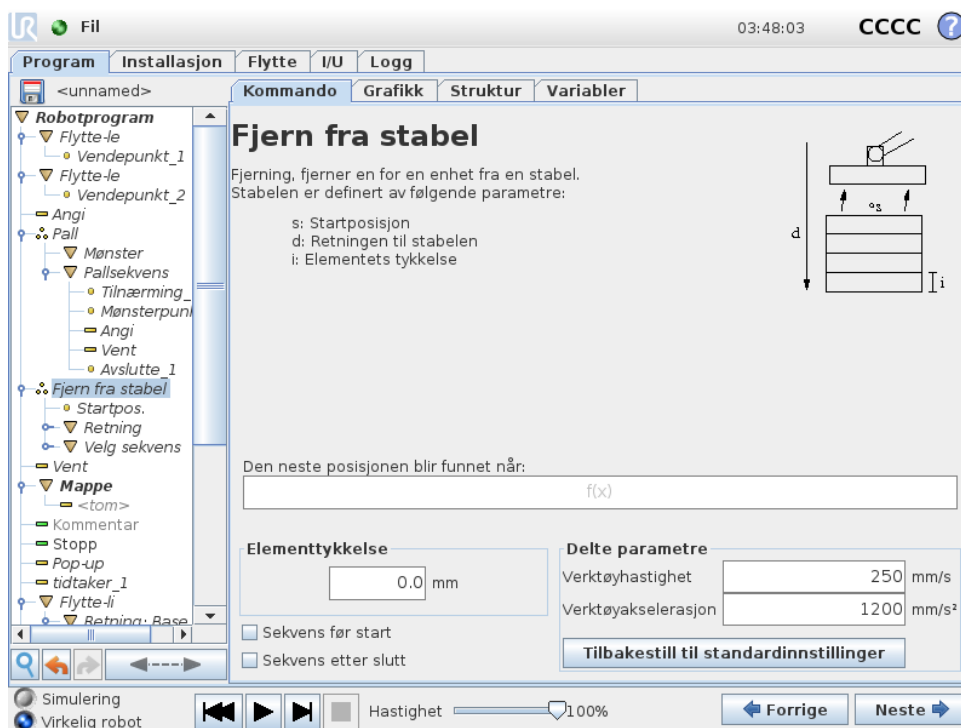 UR Fil 03:48:03 CCCC ?
Program Installasjon Flytte I/U Logg
<unnamed>
Kommando Grafikk Struktur Variabler
Robotprogram
Flytte-le
Vendepunkt_1
Flytte-le
Vendepunkt_2
Angi
Pall
Mønster
Pallsekvens
Tilnærming_
Mønsterpun
Angi
Vent
Avslutte_1
Fjern fra stabel
Startpos.
Retning
Velg sekvens
Vent
Mappe
<tom>
Kommentar
Stopp
Pop-up
tidtaker_1
Flytte-li
Retning: Base
Fjern fra stabel
Fjerning, fjerner en for en enhet fra en stabel.
Stabelen er definert av følgende parametre:
s: Startposisjon
d: Retningen til stabelen
i: Elementets tykkelse
s
d
i
Den neste posisjonen blir funnet når:
f(x)
Elementtykkelse
0.0 mm
Sekvens før start
Sekvens etter slutt
Delte parametre
Verktøyhastighet 250 mm/s
Verktøyakselerasjon 1200 mm/s²
Tilbakestill til standardinnstillinger
Simulering
Virkelig robot
Hastighet 100%
Forrige Neste